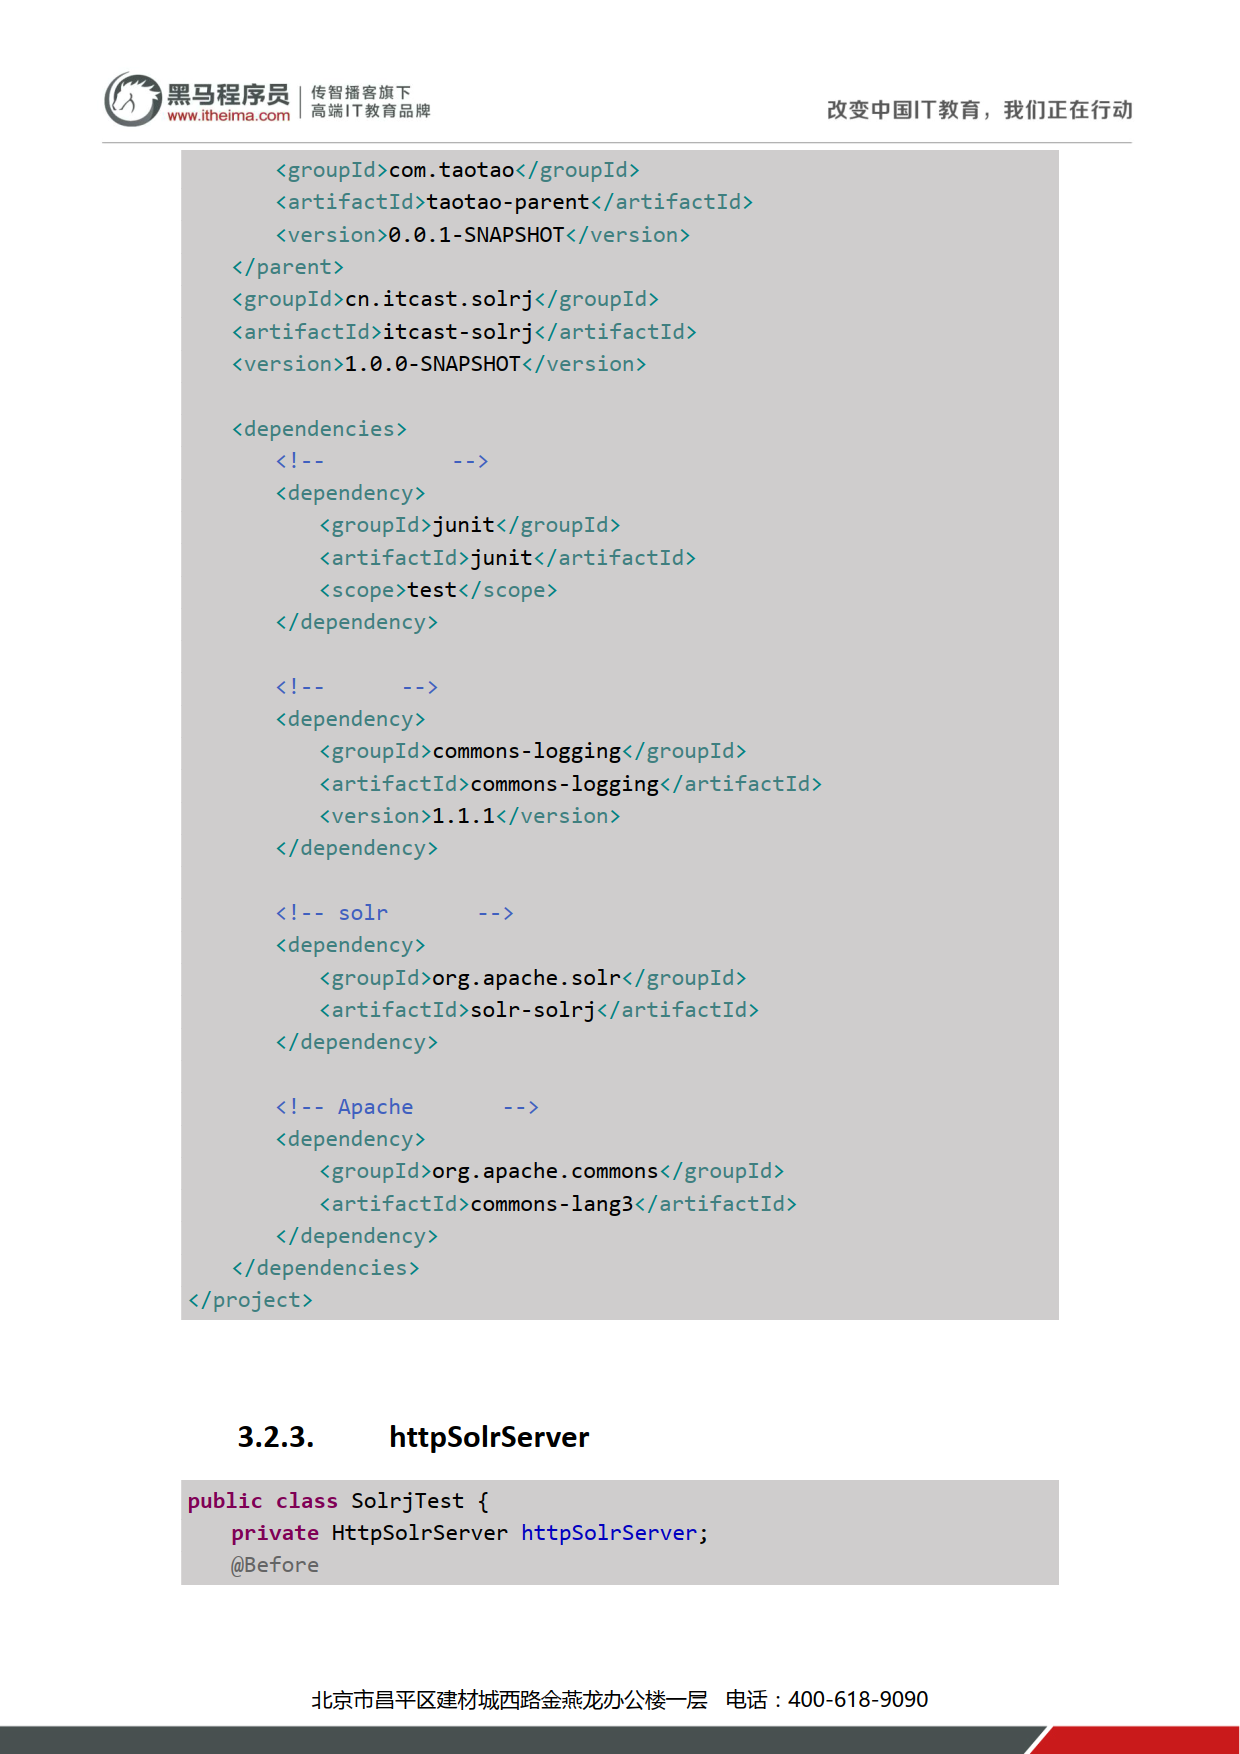 黑马程序员
www.itheima.com
传智播客旗下
高端IT教育品牌
改变中国IT教育，我们正在行动
<groupId>com.taotao</groupId>
<artifactId>taotao-parent</artifactId>
<version>0.0.1-SNAPSHOT</version>
</parent>
<groupId>cn.itcast.solrj</groupId>
<artifactId>itcast-solrj</artifactId>
<version>1.0.0-SNAPSHOT</version>
<dependencies>
<!-- -->
<dependency>
<groupId>junit</groupId>
<artifactId>junit</artifactId>
<scope>test</scope>
</dependency>
<!-- -->
<dependency>
<groupId>commons-logging</groupId>
<artifactId>commons-logging</artifactId>
<version>1.1.1</version>
</dependency>
<!-- solr -->
<dependency>
<groupId>org.apache.solr</groupId>
<artifactId>solr-solrj</artifactId>
</dependency>
<!-- Apache -->
<dependency>
<groupId>org.apache.commons</groupId>
<artifactId>commons-lang3</artifactId>
</dependency>
</dependencies>
</project>
3.2.3. httpSolrServer
public class SolrjTest {
private HttpSolrServer httpSolrServer;
@Before
北京市昌平区建材城西路金燕龙办公楼一层 电话：400-618-9090